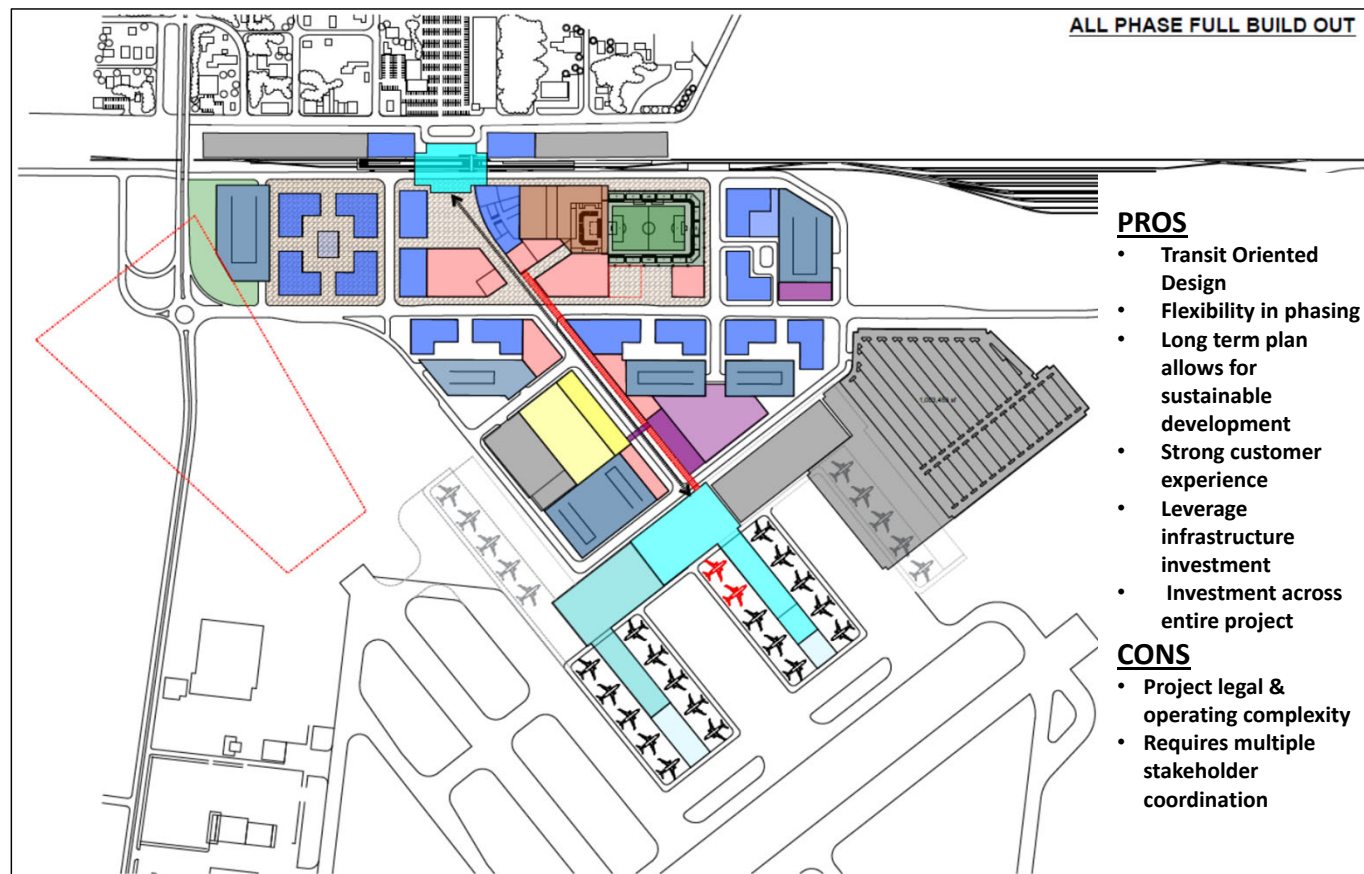 ALL PHASE FULL BUILD OUT
PROS
• Transit Oriented
Design
• Flexibility in phasing
• Long term plan
allows for
sustainable
development
• Strong customer
experience
• Leverage
infrastructure
investment
• Investment across
entire project
CONS
• Project legal &
operating complexity
• Requires multiple
stakeholder
coordination